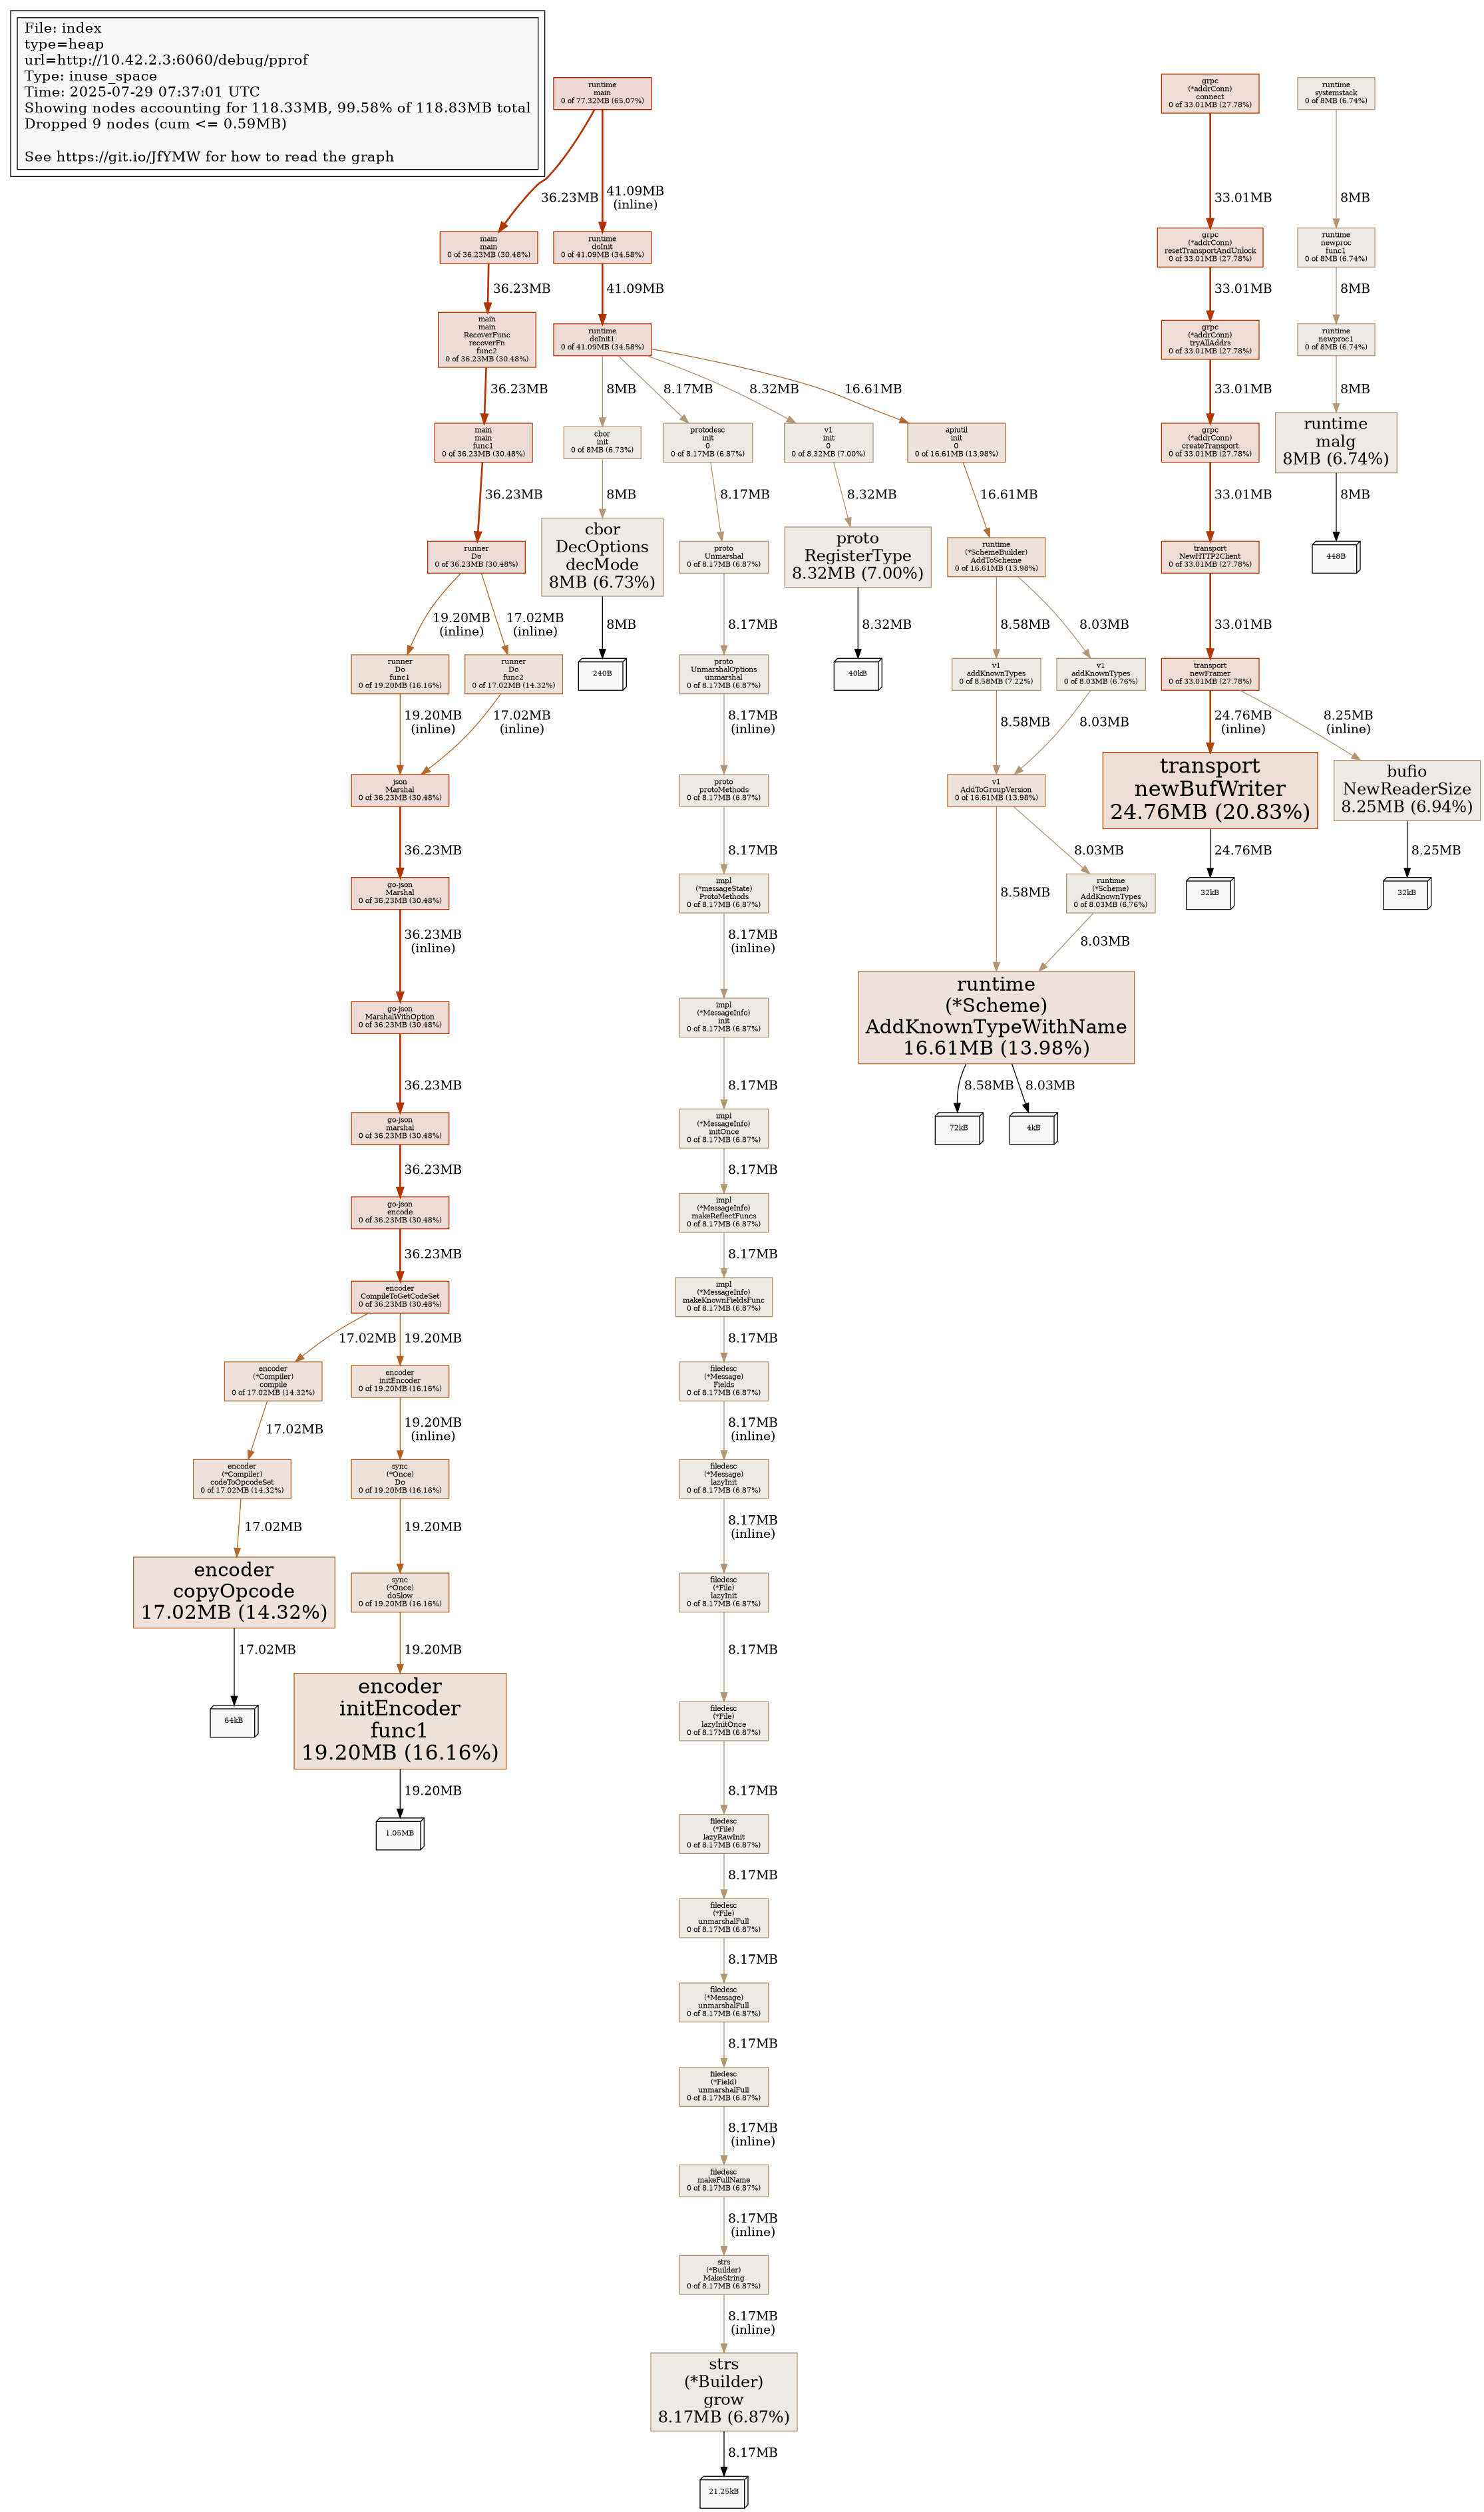 File: index
type=heap
url=http://10.42.2.3:6060/debug/pprof
Type: inuse_space
Time: 2025-07-29 07:37:01 UTC
Showing nodes accounting for 118.33MB, 99.58% of 118.83MB total
Dropped 9 nodes (cum <= 0.59MB)
See https://git.io/JfYMW for how to read the graph
runtime
main
0 of 77.32MB (65.07%)
36.23MB
41.09MB
(inline)
main
main
0 of 36.23MB (30.48%)
36.23MB
main
main
RecoverFunc
recoverFn
func2
0 of 36.23MB (30.48%)
36.23MB
main
main
func1
0 of 36.23MB (30.48%)
36.23MB
runner
Do
0 of 36.23MB (30.48%)
19.20MB
(inline)
17.02MB
(inline)
runner
Do
func1
0 of 19.20MB (16.16%)
19.20MB
(inline)
runner
Do
func2
0 of 17.02MB (14.32%)
17.02MB
(inline)
json
Marshal
0 of 36.23MB (30.48%)
36.23MB
go-json
Marshal
0 of 36.23MB (30.48%)
36.23MB
(inline)
go-json
MarshalWithOption
0 of 36.23MB (30.48%)
36.23MB
go-json
marshal
0 of 36.23MB (30.48%)
36.23MB
go-json
encode
0 of 36.23MB (30.48%)
36.23MB
encoder
CompileToGetCodeSet
0 of 36.23MB (30.48%)
17.02MB
19.20MB
encoder
(*Compiler)
compile
0 of 17.02MB (14.32%)
17.02MB
encoder
(*Compiler)
codeToOpcodeSet
0 of 17.02MB (14.32%)
17.02MB
encoder
copyOpcode
17.02MB (14.32%)
17.02MB
64kB
encoder
initEncoder
0 of 19.20MB (16.16%)
19.20MB
(inline)
sync
(*Once)
Do
0 of 19.20MB (16.16%)
19.20MB
sync
(*Once)
doSlow
0 of 19.20MB (16.16%)
19.20MB
encoder
initEncoder
func1
19.20MB (16.16%)
19.20MB
1.05MB
runtime
doInit
0 of 41.09MB (34.58%)
41.09MB
runtime
doInit1
0 of 41.09MB (34.58%)
8MB
8.17MB
8.32MB
16.61MB
cbor
init
0 of 8MB (6.73%)
8MB
cbor
DecOptions
decMode
8MB (6.73%)
8MB
240B
protodesc
init
0
0 of 8.17MB (6.87%)
8.17MB
proto
Unmarshal
0 of 8.17MB (6.87%)
8.17MB
proto
UnmarshalOptions
unmarshal
0 of 8.17MB (6.87%)
8.17MB
(inline)
proto
protoMethods
0 of 8.17MB (6.87%)
8.17MB
impl
(*messageState)
ProtoMethods
0 of 8.17MB (6.87%)
8.17MB
(inline)
impl
(*MessageInfo)
init
0 of 8.17MB (6.87%)
8.17MB
impl
(*MessageInfo)
initOnce
0 of 8.17MB (6.87%)
8.17MB
impl
(*MessageInfo)
makeReflectFuncs
0 of 8.17MB (6.87%)
8.17MB
impl
(*MessageInfo)
makeKnownFieldsFunc
0 of 8.17MB (6.87%)
8.17MB
filedesc
(*Message)
Fields
0 of 8.17MB (6.87%)
8.17MB
(inline)
filedesc
(*Message)
lazyInit
0 of 8.17MB (6.87%)
8.17MB
(inline)
filedesc
(*File)
lazyInit
0 of 8.17MB (6.87%)
8.17MB
filedesc
(*File)
lazyInitOnce
0 of 8.17MB (6.87%)
8.17MB
filedesc
(*File)
lazyRawInit
0 of 8.17MB (6.87%)
8.17MB
filedesc
(*File)
unmarshalFull
0 of 8.17MB (6.87%)
8.17MB
filedesc
(*Message)
unmarshalFull
0 of 8.17MB (6.87%)
8.17MB
filedesc
(*Field)
unmarshalFull
0 of 8.17MB (6.87%)
8.17MB
(inline)
filedesc
makeFullName
0 of 8.17MB (6.87%)
8.17MB
(inline)
strs
(*Builder)
MakeString
0 of 8.17MB (6.87%)
8.17MB
(inline)
strs
(*Builder)
grow
8.17MB (6.87%)
8.17MB
21.25kB
v1
init
0
0 of 8.32MB (7.00%)
8.32MB
proto
RegisterType
8.32MB (7.00%)
8.32MB
40kB
apiutil
init
0
0 of 16.61MB (13.98%)
16.61MB
runtime
(*SchemeBuilder)
AddToScheme
0 of 16.61MB (13.98%)
8.58MB
8.03MB
v1
addKnownTypes
0 of 8.58MB (7.22%)
8.58MB
v1
addKnownTypes
0 of 8.03MB (6.76%)
8.03MB
v1
AddToGroupVersion
0 of 16.61MB (13.98%)
8.58MB
8.03MB
runtime
(*Scheme)
AddKnownTypes
0 of 8.03MB (6.76%)
8.03MB
runtime
(*Scheme)
AddKnownTypeWithName
16.61MB (13.98%)
8.58MB
8.03MB
72kB
4kB
grpc
(*addrConn)
connect
0 of 33.01MB (27.78%)
33.01MB
grpc
(*addrConn)
resetTransportAndUnlock
0 of 33.01MB (27.78%)
33.01MB
grpc
(*addrConn)
tryAllAddrs
0 of 33.01MB (27.78%)
33.01MB
grpc
(*addrConn)
createTransport
0 of 33.01MB (27.78%)
33.01MB
transport
NewHTTP2Client
0 of 33.01MB (27.78%)
33.01MB
transport
newFramer
0 of 33.01MB (27.78%)
24.76MB
(inline)
8.25MB
(inline)
transport
newBufWriter
24.76MB (20.83%)
24.76MB
32kB
bufio
NewReaderSize
8.25MB (6.94%)
8.25MB
32kB
runtime
systemstack
0 of 8MB (6.74%)
8MB
runtime
newproc
func1
0 of 8MB (6.74%)
8MB
runtime
newproc1
0 of 8MB (6.74%)
8MB
runtime
malg
8MB (6.74%)
8MB
448B